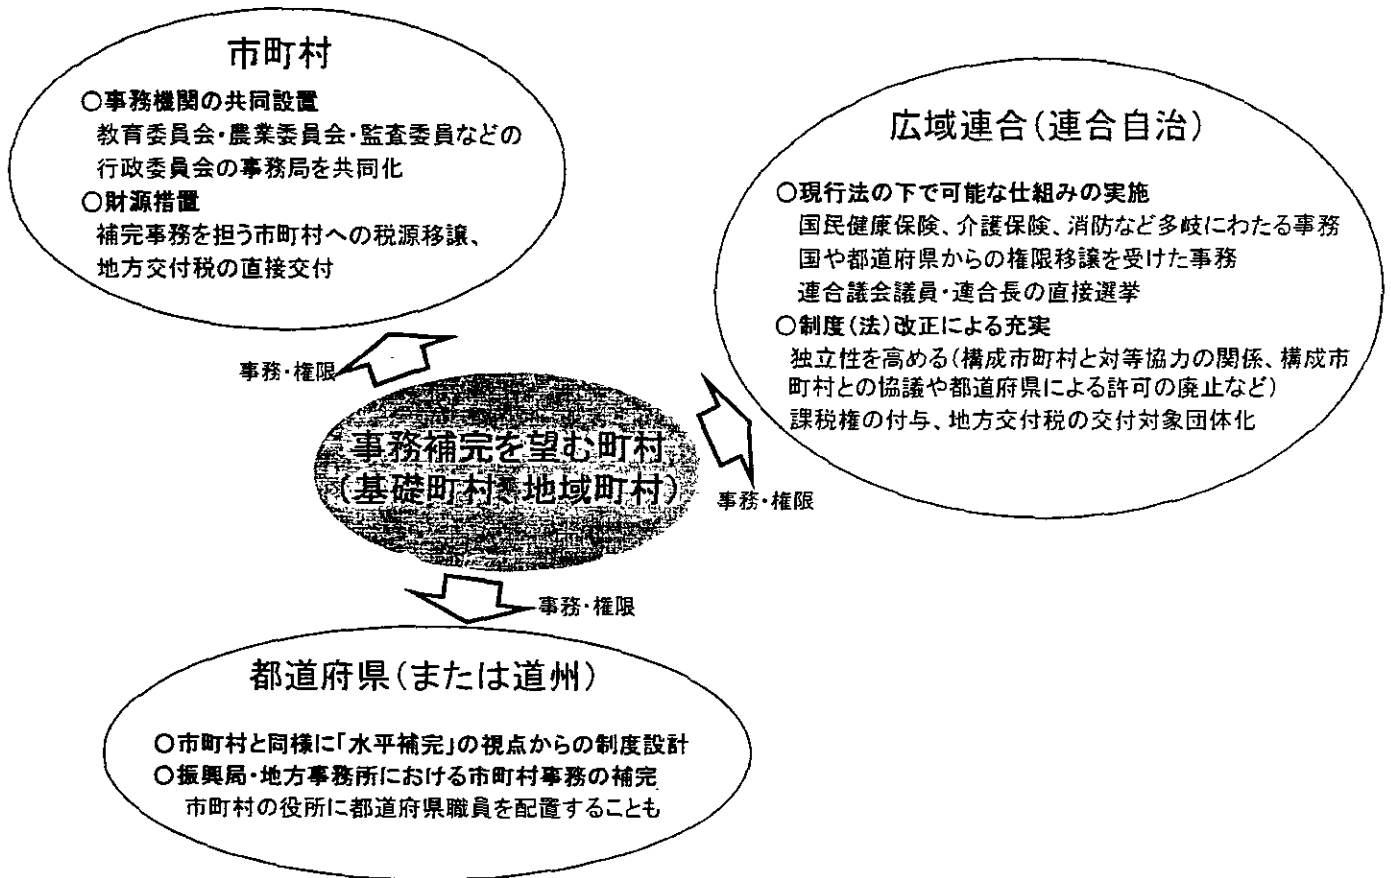 市町村
○事務機関の共同設置
教育委員会・農業委員会・監査委員などの
行政委員会の事務局を共同化
○財源措置
補完事務を担う市町村への税源移譲、
地方交付税の直接交付
広域連合(連合自治)
○現行法の下で可能な仕組みの実施
国民健康保険、介護保険、消防など多岐にわたる事務
国や都道府県からの権限移譲を受けた事務
連合議会議員・連合長の直接選挙
○制度(法)改正による充実
独立性を高める(構成市町村と対等協力の関係、構成市
町村との協議や都道府県による許可の廃止など)
課税権の付与、地方交付税の交付対象団体化
事務・権限
事務補完を望む町村
(基礎町村 地域町村)
事務・権限
事務・権限
都道府県(または道州)
○市町村と同様に「水平補完」の視点からの制度設計
○振興局・地方事務所における市町村事務の補完
市町村の役所に都道府県職員を配置することも